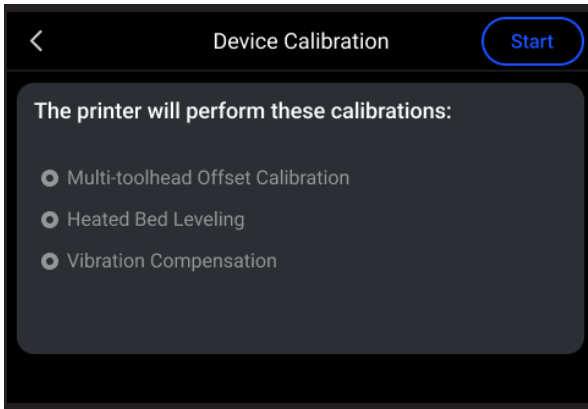 Device Calibration
Start
The printer will perform these calibrations:
Multi-toolhead Offset Calibration
Heated Bed Leveling
Vibration Compensation